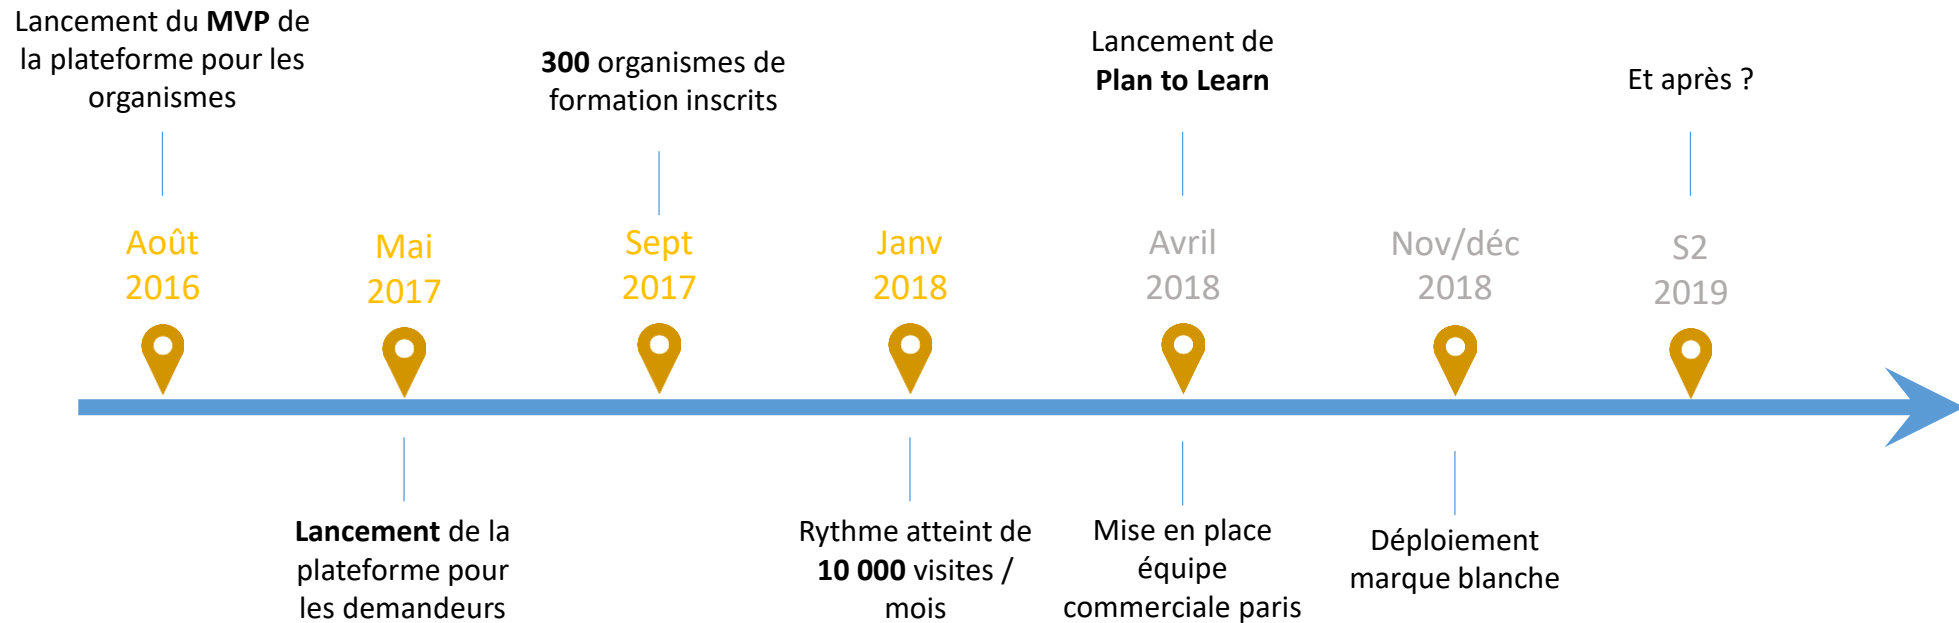 Lancement du MVP de
la plateforme pour les
organismes
300 organismes de
formation inscrits
Lancement de
Plan to Learn
Et après ?
Août
2016
Mai
2017
Sept
2017
Janv
2018
Avril
2018
Nov/déc
2018
S2
2019
Lancement de la
plateforme pour
les demandeurs
Rythme atteint de
10 000 visites /
mois
Mise en place
équipe
commerciale paris
Déploiement
marque blanche